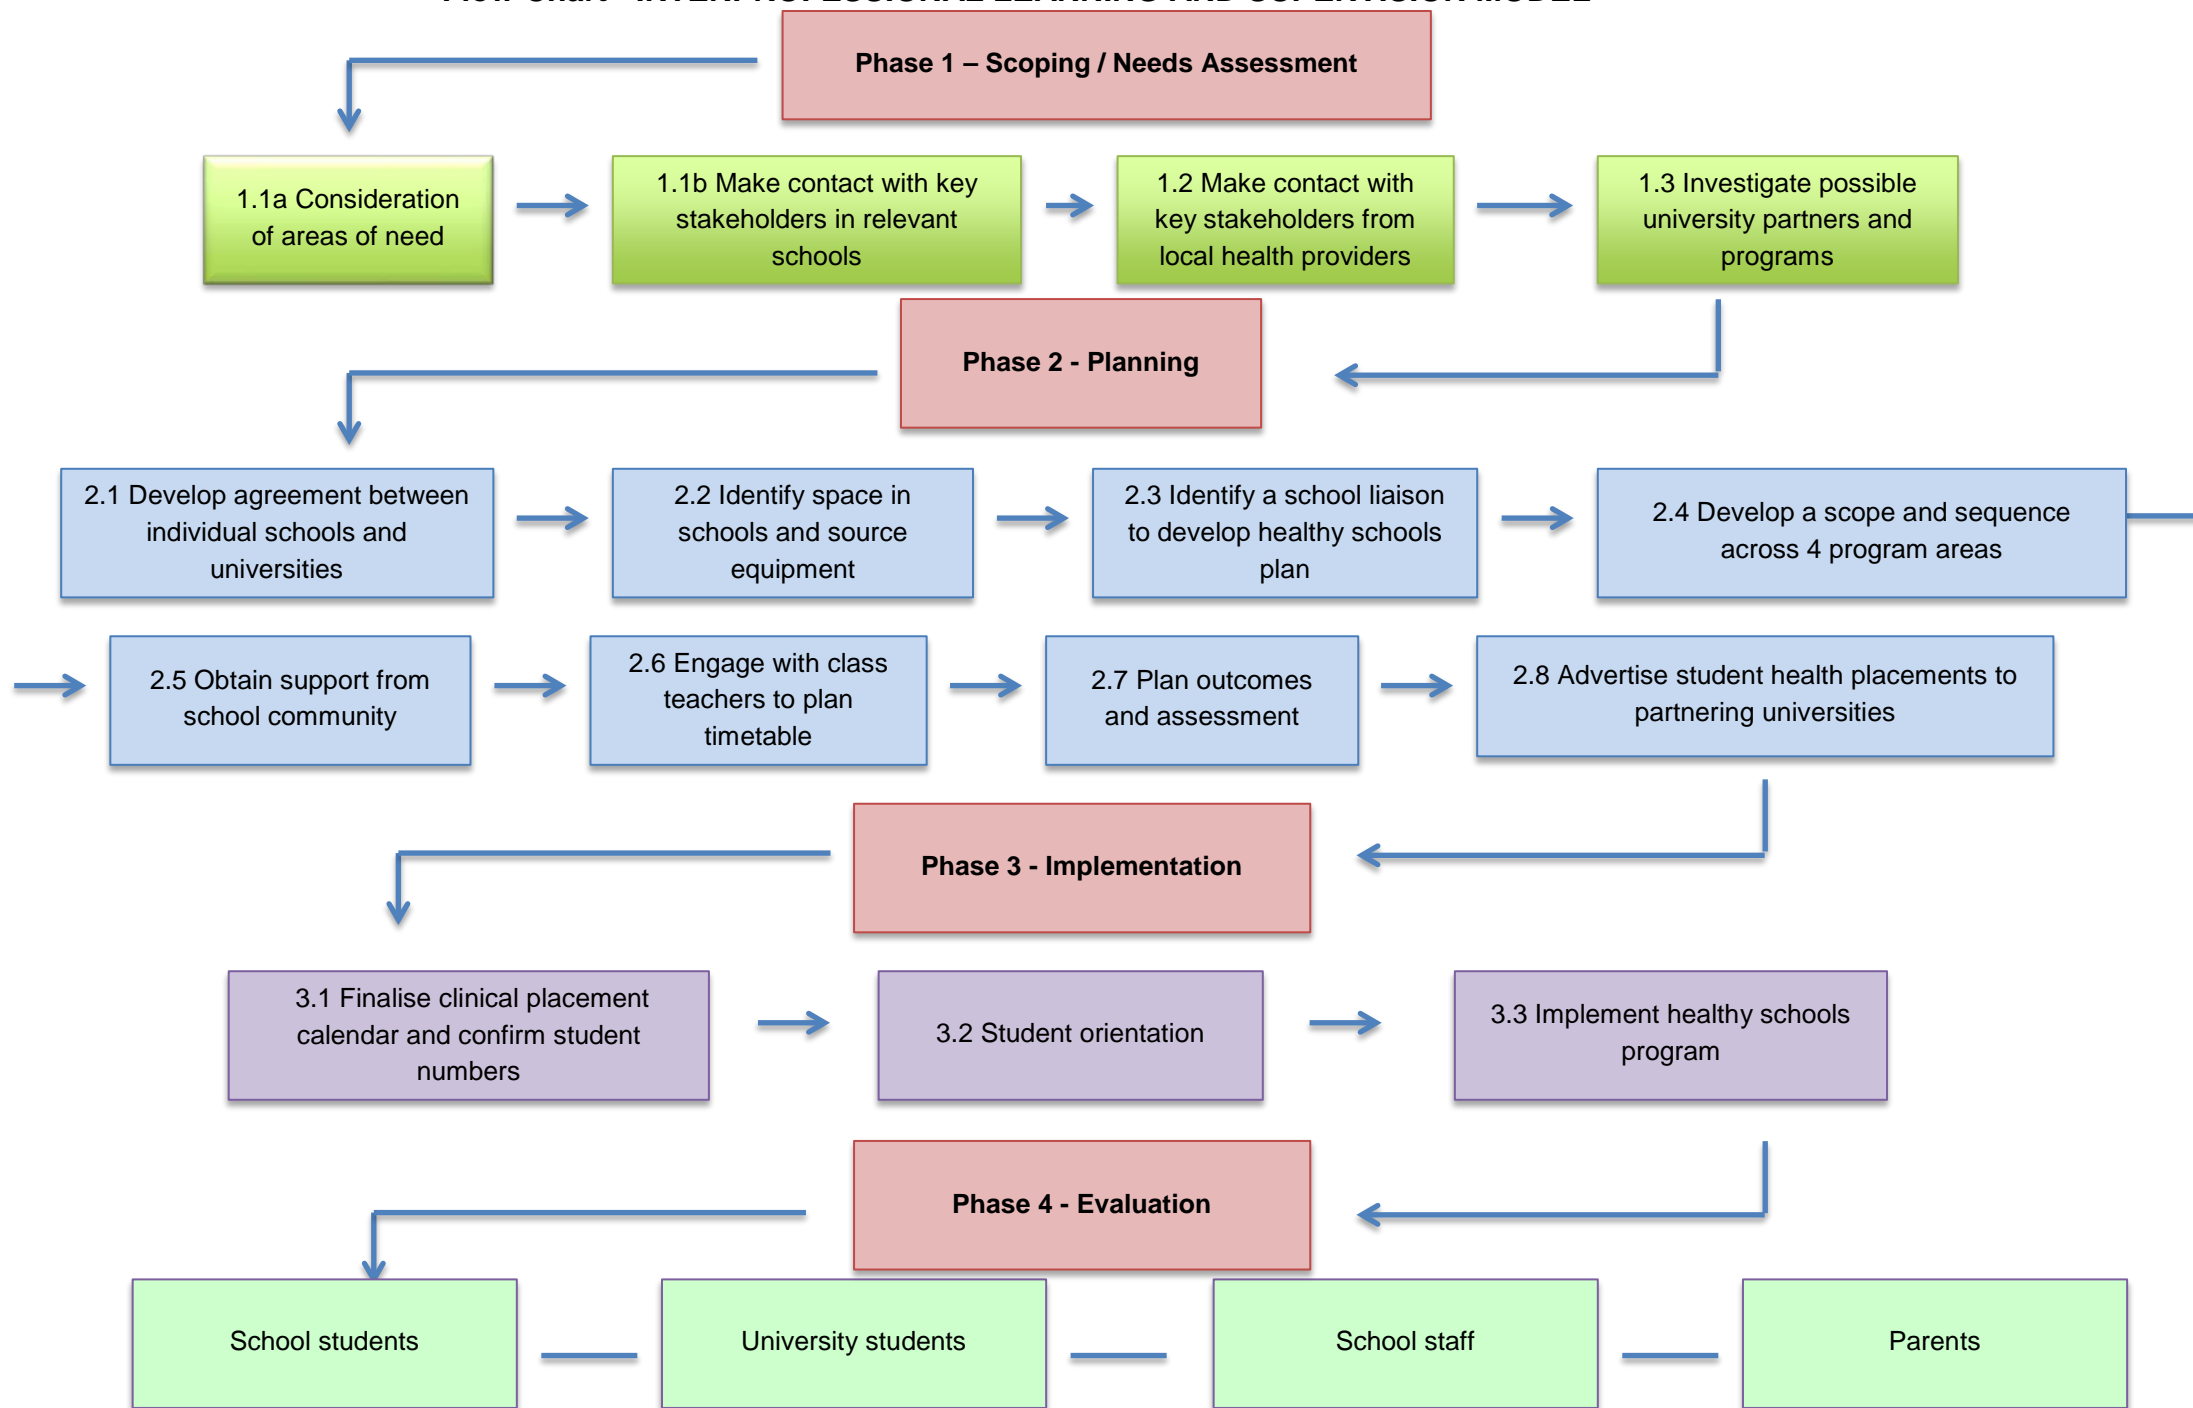 Flow Chart - INTERPROFESSIONAL LEARNING AND SUPERVISION MODEL
Phase 1 – Scoping / Needs Assessment
1.1a Consideration
of areas of need
1.1b Make contact with key
stakeholders in relevant
schools
1.2 Make contact with
key stakeholders from
local health providers
1.3 Investigate possible
university partners and
programs
Phase 2 - Planning
2.1 Develop agreement between
individual schools and
universities
2.2 Identify space in
schools and source
equipment
2.3 Identify a school liaison
to develop healthy schools
plan
2.4 Develop a scope and sequence
across 4 program areas
2.5 Obtain support from
school community
2.6 Engage with class
teachers to plan
timetable
2.7 Plan outcomes
and assessment
2.8 Advertise student health placements to
partnering universities
Phase 3 - Implementation
3.1 Finalise clinical placement
calendar and confirm student
numbers
3.2 Student orientation
3.3 Implement healthy schools
program
Phase 4 - Evaluation
School students
University students
School staff
Parents